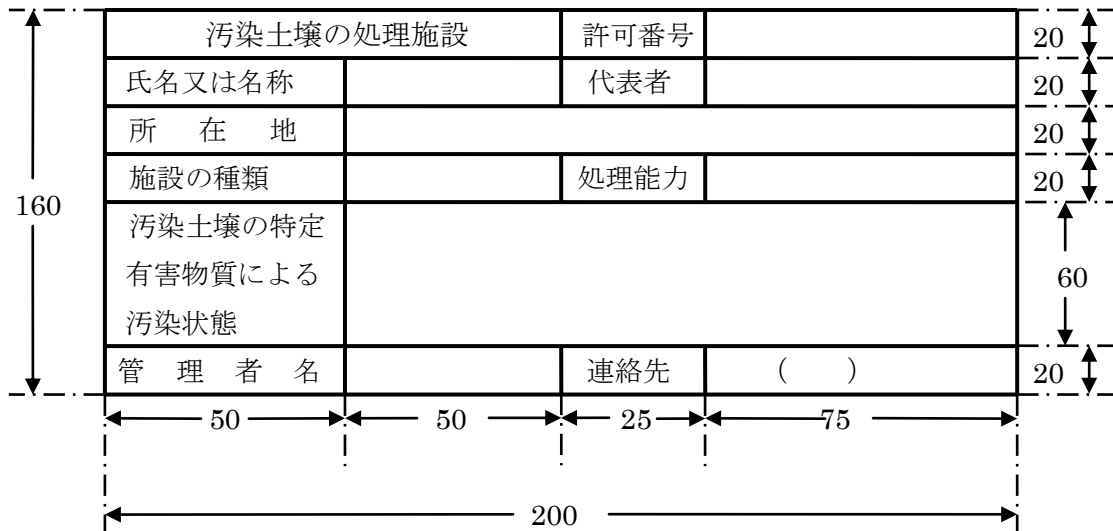 汚染土壌の処理施設 許可番号 20
氏名又は名称 代表者 20
所 在 地 20
施設の種類 処理能力 20
160
汚染土壌の特定
有害物質による
汚染状態
60
管 理 者 名 連絡先 ( ) 20
50 50 25 75
200